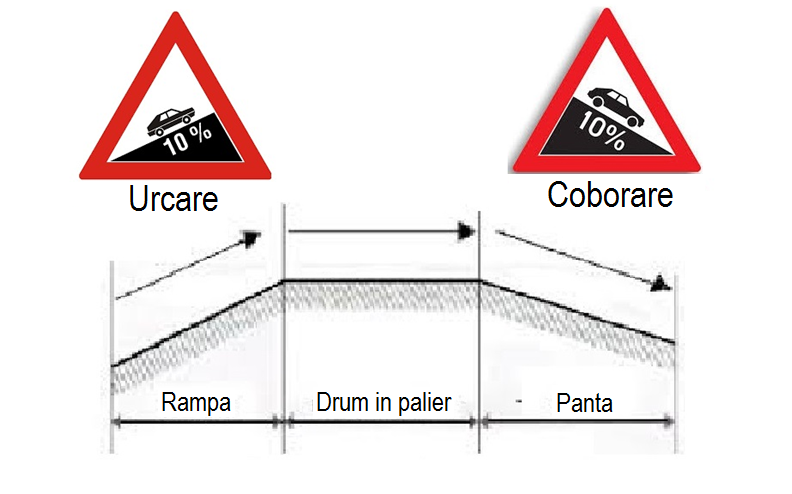 10 %
10%
Urcare
Coborare
Rampa
Drum in palier
Panta